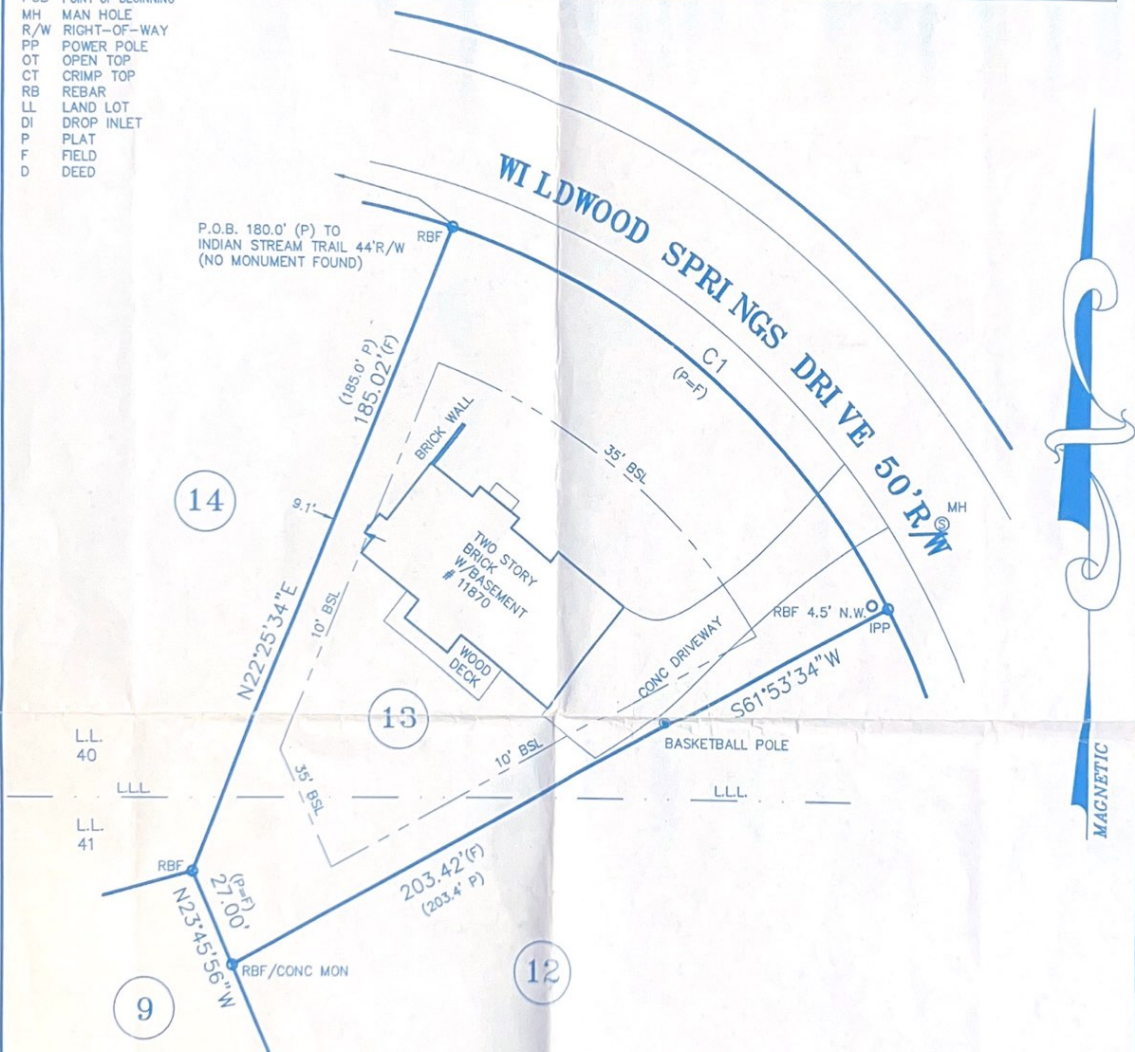 POB POINT OF BEGINNING
MH MAN HOLE
R/W RIGHT-OF-WAY
PP POWER POLE
OT OPEN TOP
CT CRIMP TOP
RB REBAR
LL LAND LOT
DI DROP INLET
P PLAT
F FIELD
D DEED
WILDWOOD SPRINGS DRIVE 50'R/W
P.O.B. 180.0' (P) TO
INDIAN STREAM TRAIL 44'R/W
(NO MONUMENT FOUND)
RBF
C1
(P=F)
(185.0' P)
185.02'(F)
BRICK WALL
35' BSL
14
9.1'
MH
S
TWO STORY
BRICK
W/BASEMENT
# 11870
N22°25'34"E
10' BSL
RBF 4.5' N.W.
IPP
WOOD
DECK
CONC DRIVEWAY
S61°53'34"W
13
BASKETBALL POLE
10' BSL
L.L.
40
35' BSL
LLL
L.L.L.
L.L.
41
MAGNETIC
RBF
(P=F)
27.00'
N23°45'56"W
203.42'(F)
(203.4' P)
RBF/CONC MON
12
9